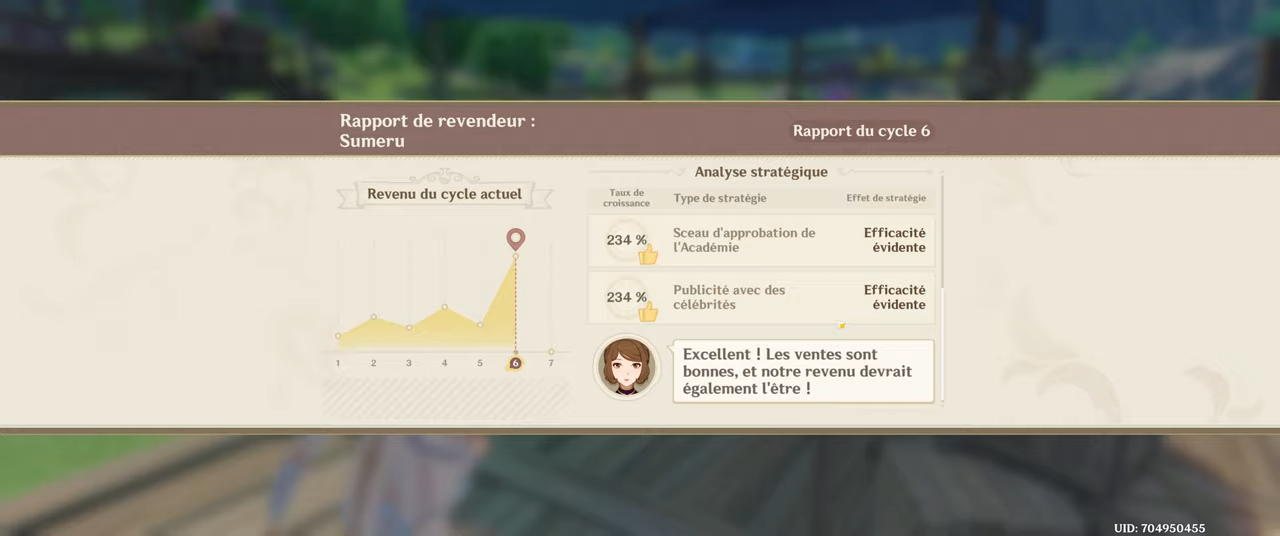 Rapport de revendeur :
Sumeru
Rapport du cycle 6
Revenu du cycle actuel
1 2 3 4 5 6 7
Analyse stratégique
Taux de
croissance
Type de stratégie
Effet de stratégie
234 %
Sceau d'approbation de
l'Académie
Efficacité
évidente
234 %
Publicité avec des
célébrités
Efficacité
évidente
Excellent ! Les ventes sont
bonnes, et notre revenu devrait
également l'être !
UID: 704950455